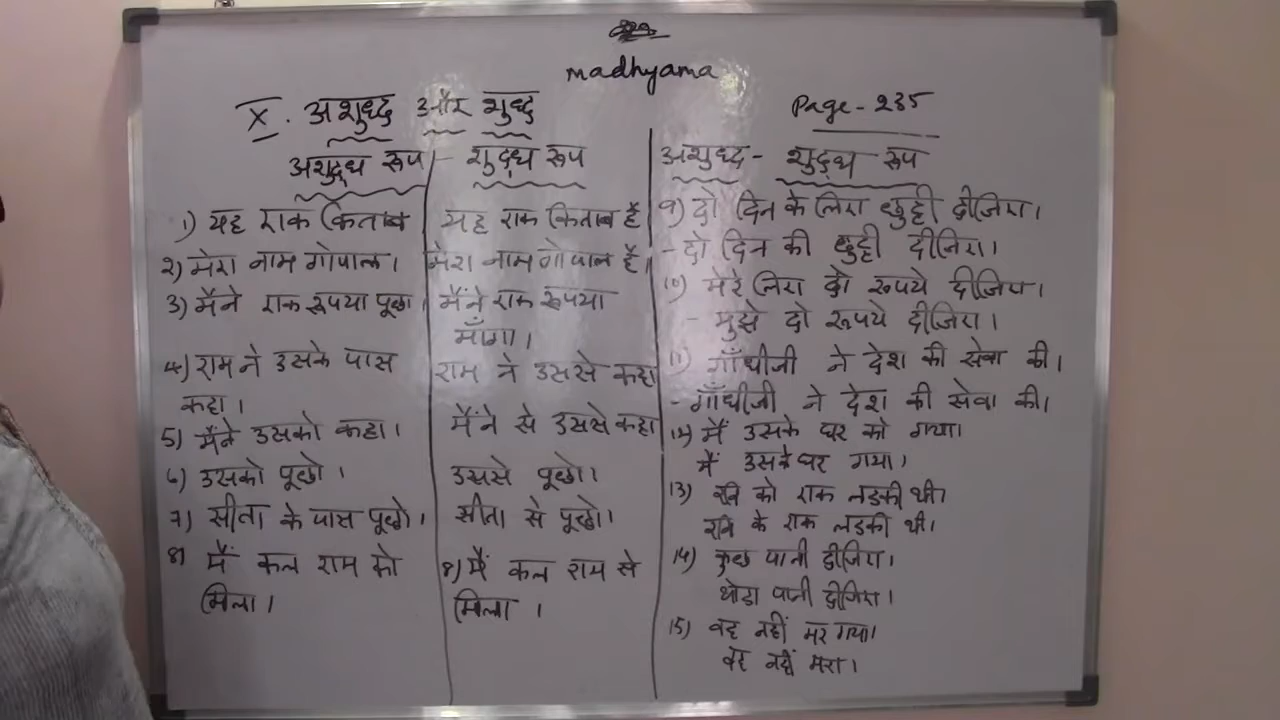 madhyama
X. अशुध्द और शुध्द
Page - 235
अशुद्ध रूप - शुद्ध रूप
1) यह एक किताब
यह एक किताब है
2) मेरा नाम गोपाल।
मेरा नाम गोपाल है।
3) मैंने एक रूपया पूछा।
मैंने एक रूपया
माँगा।
4) राम ने उसके पास
कहा।
राम ने उससे कहा
5) मैंने उसको कहा।
मैंने से उससे कहा
6) उसको पूछो।
उससे पूछो।
7) सीता के पास पूछो।
सीता से पूछो।
8) मैं कल राम को
मिला।
8) मैं कल राम से
मिला।
अशुध्द - शुद्ध रूप
9) दो दिन के लिए छुट्टी दीजिए।
- दो दिन की छुट्टी दीजिए।
10) मेरे लिए दो रूपये दीजिए।
- मुझे दो रूपये दीजिए।
11) गाँधीजी ने देश की सेवा की।
- गाँधीजी ने देश की सेवा की।
12) मैं उसके घर को गया।
मैं उसके घर गया।
13) रवि को एक लड़की थी।
रवि के एक लड़की थी।
14) कुछ पानी दीजिए।
थोडा पानी दीजिए।
15) वह नहीं मर गया।
वह नहीं मरा।